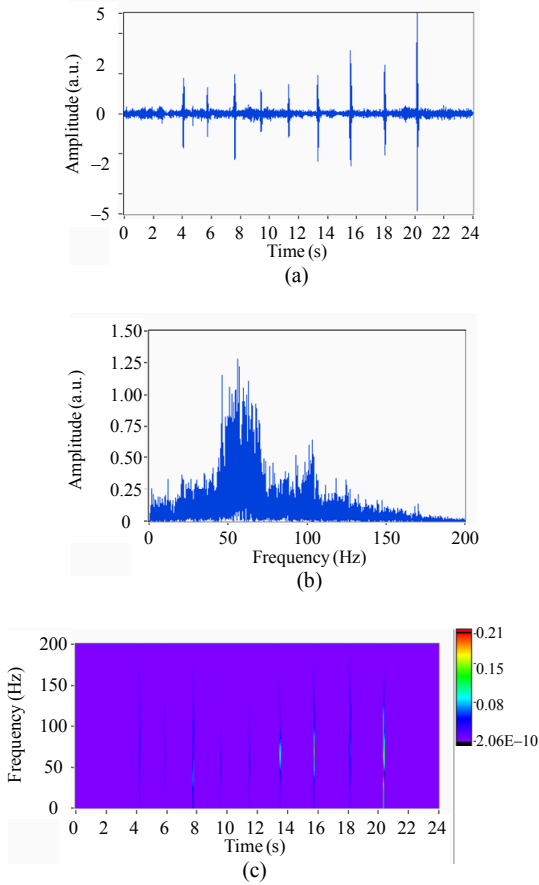 5
2
0
–2
–5
Amplitude (a.u.)
0 2 4 6 8 10 12 14 16 18 20 22 24
Time (s)
(a)
1.50
1.25
1.00
0.75
0.50
0.25
0
Amplitude (a.u.)
0 50 100 150 200
Frequency (Hz)
(b)
200
150
100
50
0
Frequency (Hz)
0 2 4 6 8 10 12 14 16 18 20 22 24
Time (s)
0.21
0.15
0.08
2.06E–10
(c)